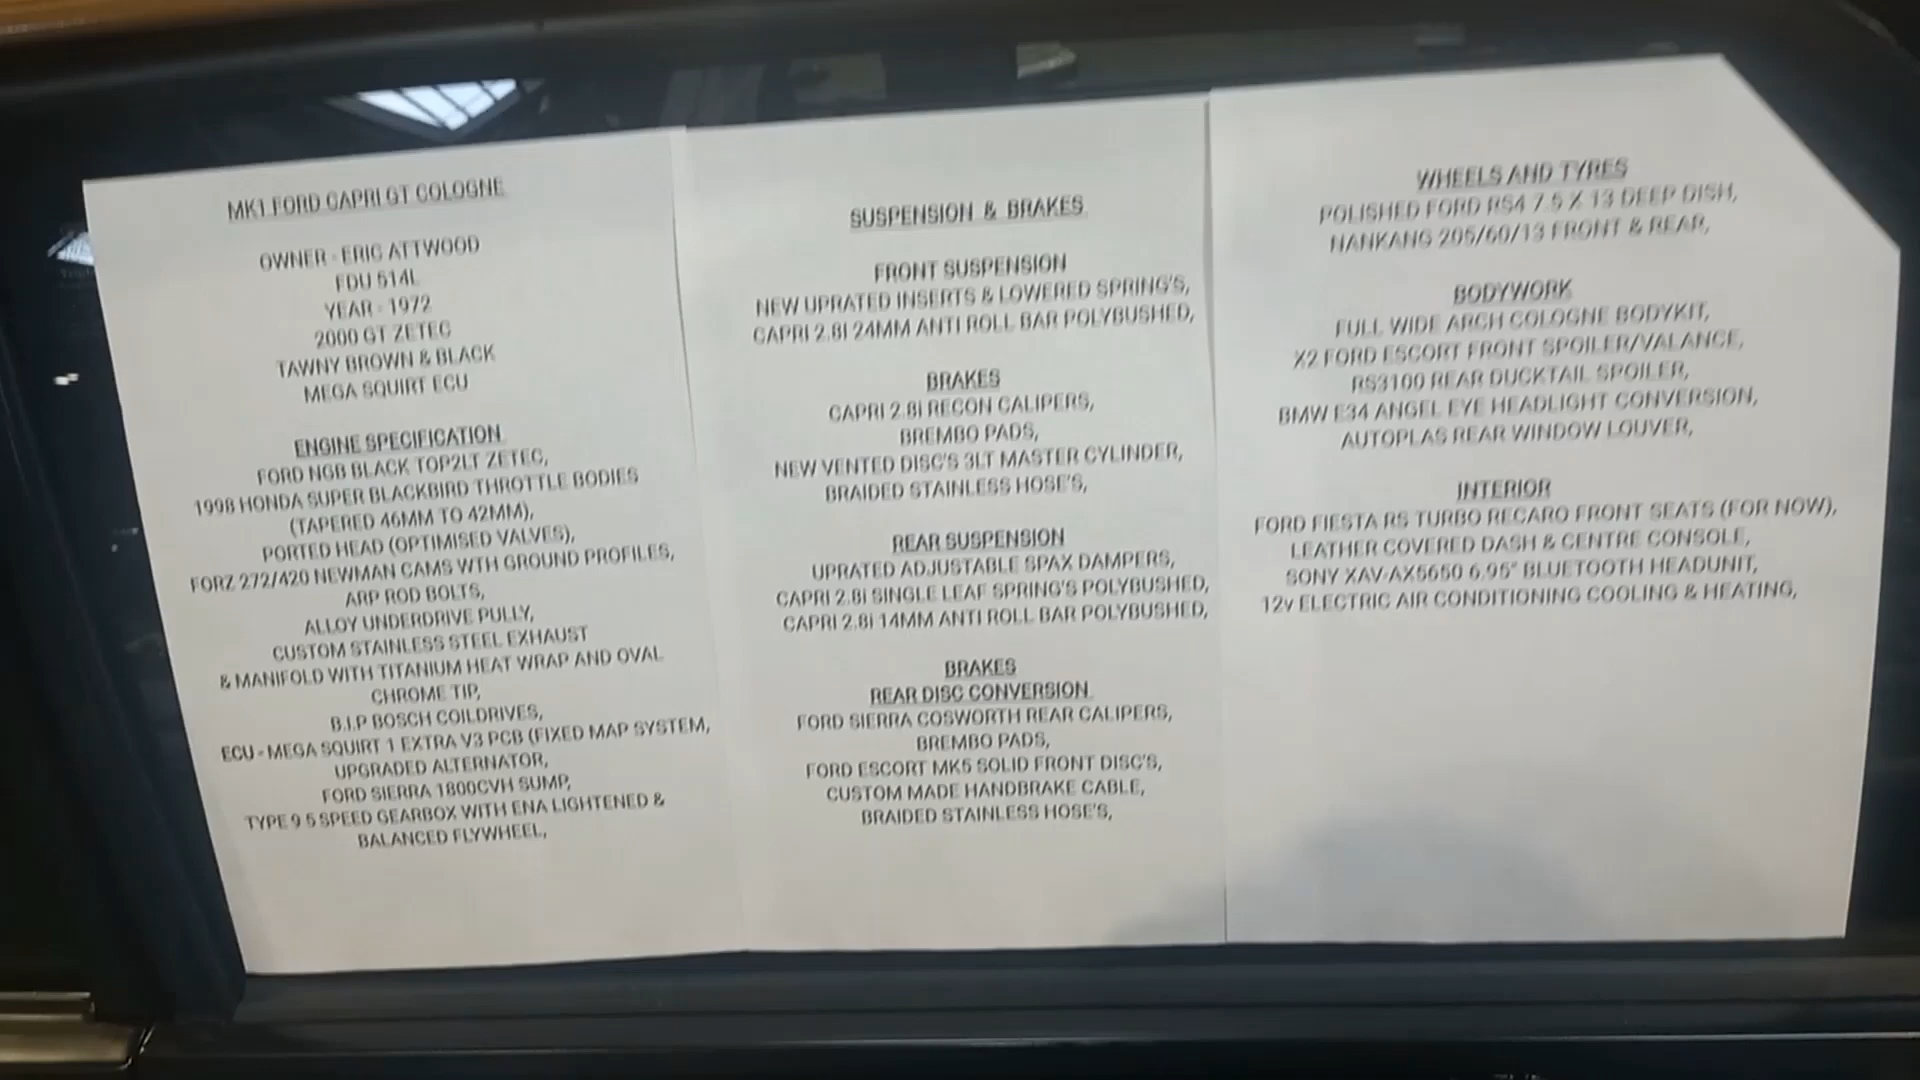 MK1 FORD CAPRI GT COLOGNE
OWNER - ERIC ATTWOOD
FDU 514L
YEAR - 1972
2000 GT ZETEC
TAWNY BROWN & BLACK
MEGA SQUIRT ECU
ENGINE SPECIFICATION
FORD NGB BLACK TOP2LT ZETEC,
1998 HONDA SUPER BLACKBIRD THROTTLE BODIES
(TAPERED 46MM TO 42MM),
PORTED HEAD (OPTIMISED VALVES),
FORZ 272/420 NEWMAN CAMS WTH GROUND PROFILES,
ARP ROD BOLTS,
ALLOY UNDERDRIVE PULLY,
CUSTOM STAINLESS STEEL EXHAUST
& MANIFOLD WITH TITANIUM HEAT WRAP AND OVAL
CHROME TIP,
B.I.P BOSCH COILDRIVES,
ECU - MEGA SQUIRT 1 EXTRA V3 PCB (FIXED MAP SYSTEM,
UPGRADED ALTERNATOR,
FORD SIERRA 1800CVH SUMP,
TYPE 9 5 SPEED GEARBOX WITH ENA LIGHTENED &
BALANCED FLYWHEEL,
SUSPENSION & BRAKES
FRONT SUSPENSION
NEW UPRATED INSERTS & LOWERED SPRING'S,
CAPRI 2.8I 24MM ANTI ROLL BAR POLYBUSHED,
BRAKES
CAPRI 2.8I RECON CALIPERS,
BREMBO PADS,
NEW VENTED DISC'S 3LT MASTER CYLINDER,
BRAIDED STAINLESS HOSE'S,
REAR SUSPENSION
UPRATED ADJUSTABLE SPAX DAMPERS,
CAPRI 2.8I SINGLE LEAF SPRING'S POLYBUSHED,
CAPRI 2.8I 14MM ANTI ROLL BAR POLYBUSHED,
BRAKES
REAR DISC CONVERSION
FORD SIERRA COSWORTH REAR CALIPERS,
BREMBO PADS,
FORD ESCORT MK5 SOLID FRONT DISC'S,
CUSTOM MADE HANDBRAKE CABLE,
BRAIDED STAINLESS HOSE'S,
WHEELS AND TYRES
POLISHED FORD RS4 7.5 X 13 DEEP DISH,
NANKANG 205/60/13 FRONT & REAR,
BODYWORK
FULL WIDE ARCH COLOGNE BODYKIT,
X2 FORD ESCORT FRONT SPOILER/VALANCE,
RS3100 REAR DUCKTAIL SPOILER,
BMW E34 ANGEL EYE HEADLIGHT CONVERSION,
AUTOPLAS REAR WINDOW LOUVER,
INTERIOR
FORD FIESTA RS TURBO RECARO FRONT SEATS (FOR NOW),
LEATHER COVERED DASH & CENTRE CONSOLE,
SONY XAV-AX5650 6.95" BLUETOOTH HEADUNIT,
12v ELECTRIC AIR CONDITIONING COOLING & HEATING,